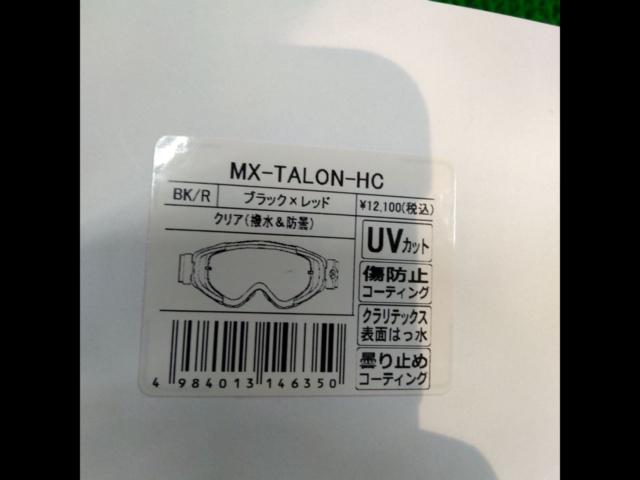 MX-TALON-HC
BK/R ブラック×レッド ¥12,100(税込)
クリア(撥水&防曇)
UVカット
傷防止
コーティング
クラリテックス
表面はっ水
曇り止め
コーティング
4 984013 146350